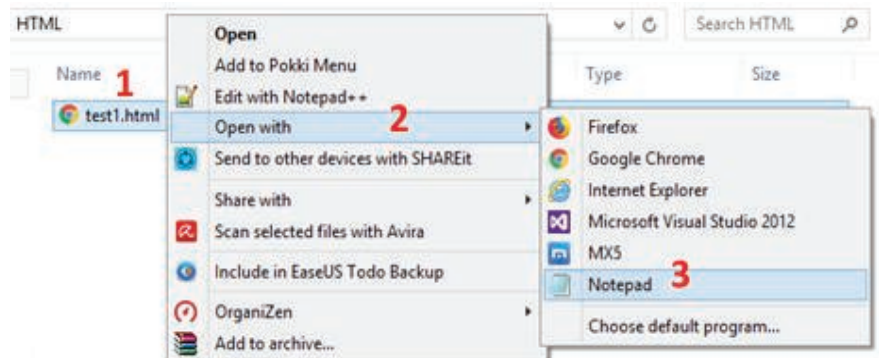 HTML
Search HTML
Name
Type
Size
1
test1.html
Open
Add to Pokki Menu
Edit with Notepad++
Open with
2
Send to other devices with SHAREit
Share with
Scan selected files with Avira
Include in EaseUS Todo Backup
OrganiZen
Add to archive...
Firefox
Google Chrome
Internet Explorer
Microsoft Visual Studio 2012
MX5
Notepad
3
Choose default program...